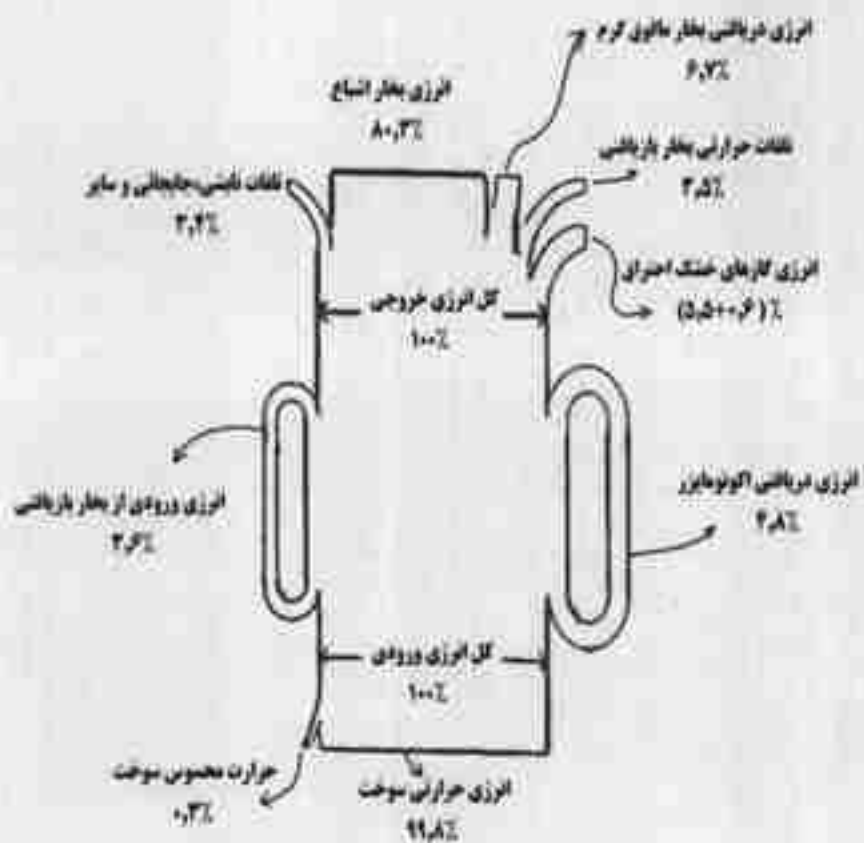 انرژی دریافتی بخار مافوق گرم
۶,۷٪
انرژی بخار اشباع
۸۰,۳٪
تلفات حرارتی بخار بازیافتی
۳,۵٪
تلفات تابشی،جابجائی و سایر
۳,۴٪
انرژی گازهای خشک احتراق
(۵,۵+۰,۶)٪
کل انرژی خروجی
۱۰۰٪
انرژی دریافتی اکونومایزر
۴,۸٪
انرژی ورودی از بخار بازیافتی
۳,۶٪
کل انرژی ورودی
۱۰۰٪
حرارت محسوس سوخت
۰,۳٪
انرژی حرارتی سوخت
۹۹,۸٪